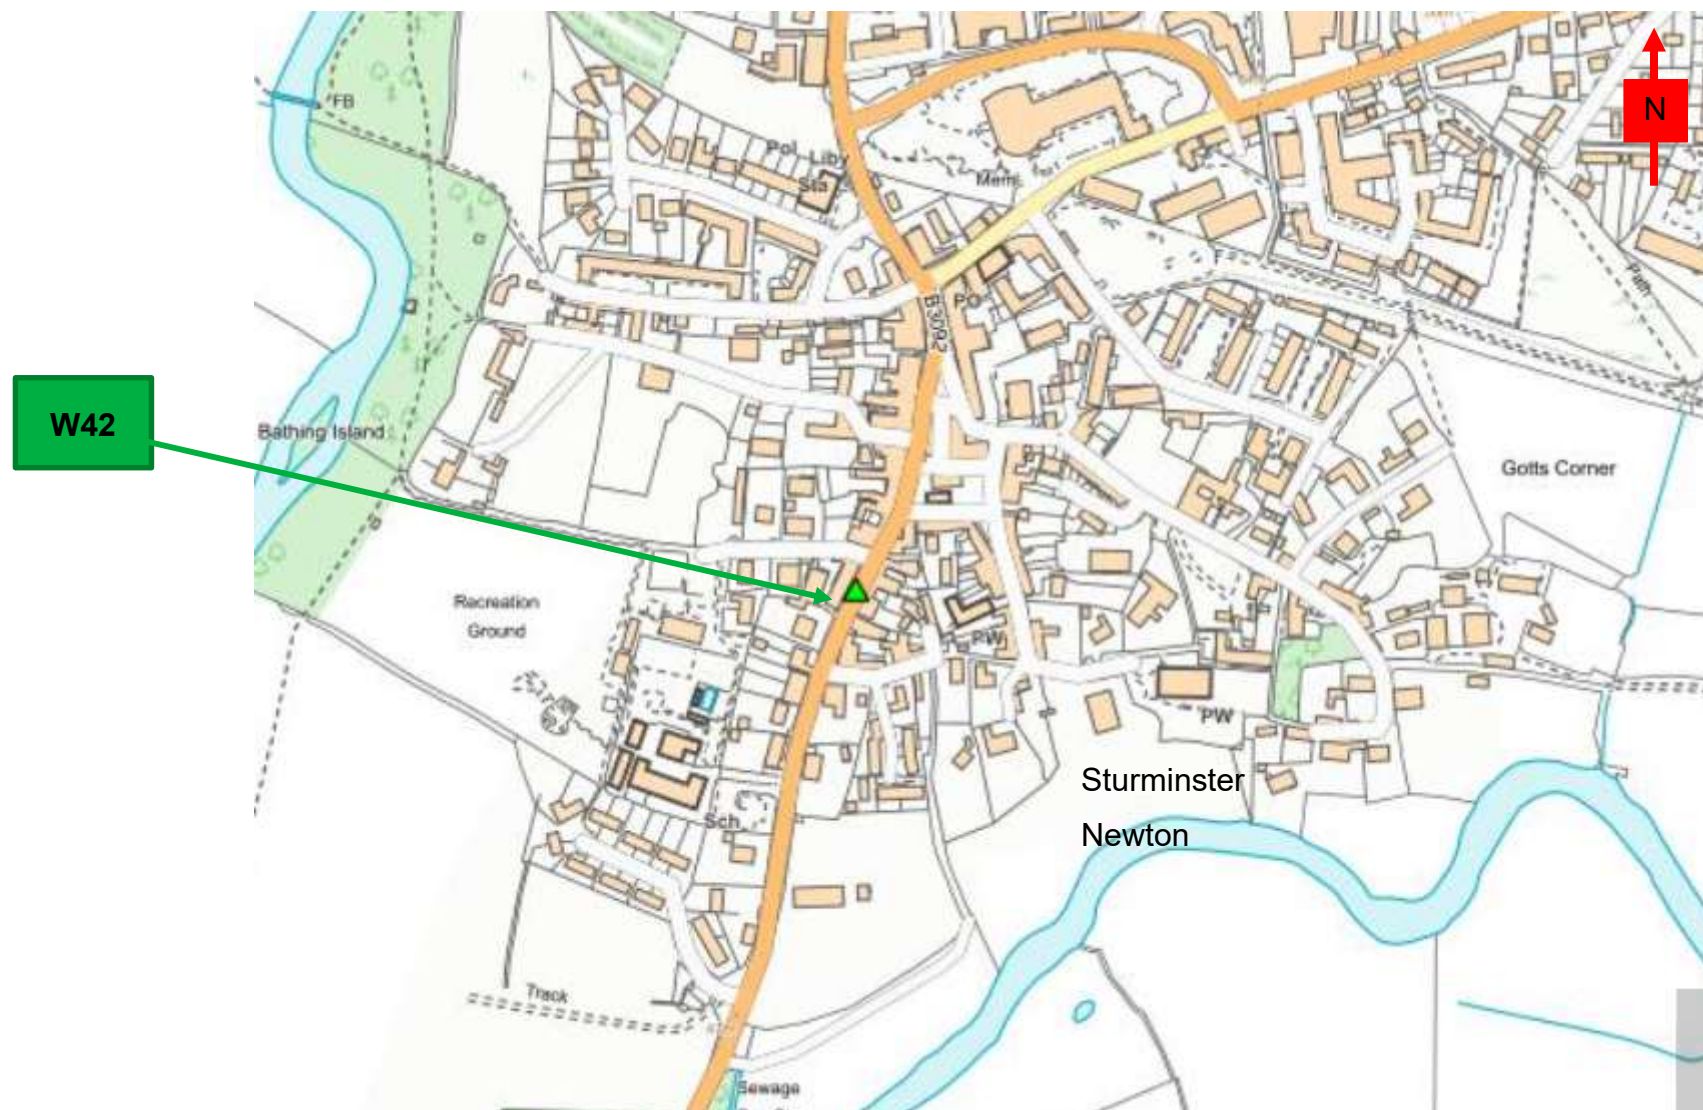 FB
N
Pol Liby
Sta
Meml
Path
PO
B3092
W42
Bathing Island
Gotts Corner
Recreation
Ground
PW
PW
Sturminster
Newton
Sch
Track
Sewage